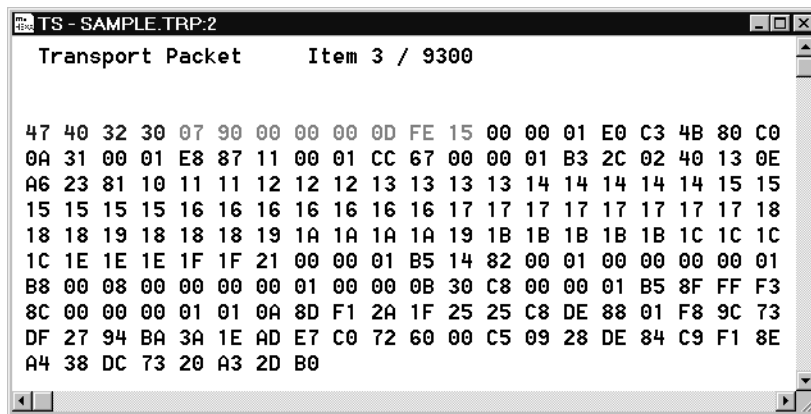 TS - SAMPLE.TRP:2
Transport Packet Item 3 / 9300
47 40 32 30 07 90 00 00 00 0D FE 15 00 00 01 E0 C3 4B 80 C0
0A 31 00 01 E8 87 11 00 01 CC 67 00 00 01 B3 2C 02 40 13 0E
A6 23 81 10 11 11 12 12 12 13 13 13 13 14 14 14 14 14 15 15
15 15 15 15 16 16 16 16 16 16 16 17 17 17 17 17 17 17 17 18
18 18 19 18 18 18 19 1A 1A 1A 1A 19 1B 1B 1B 1B 1B 1C 1C 1C
1C 1E 1E 1E 1F 1F 21 00 00 01 B5 14 82 00 01 00 00 00 00 01
B8 00 08 00 00 00 00 01 00 00 0B 30 C8 00 00 01 B5 8F FF F3
8C 00 00 00 01 01 0A 8D F1 2A 1F 25 25 C8 DE 88 01 F8 9C 73
DF 27 94 BA 3A 1E AD E7 C0 72 60 00 C5 09 28 DE 84 C9 F1 8E
A4 38 DC 73 20 A3 2D B0